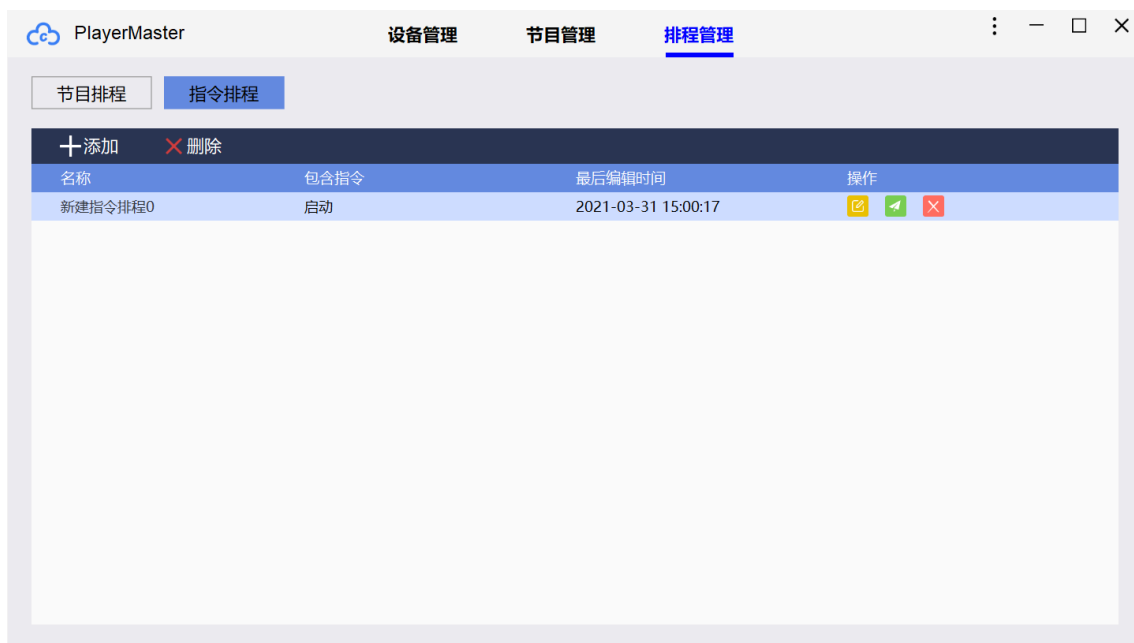 PlayerMaster 设备管理 节目管理 排程管理
节目排程 指令排程
添加 删除
名称 包含指令 最后编辑时间 操作
新建指令排程0 启动 2021-03-31 15:00:17